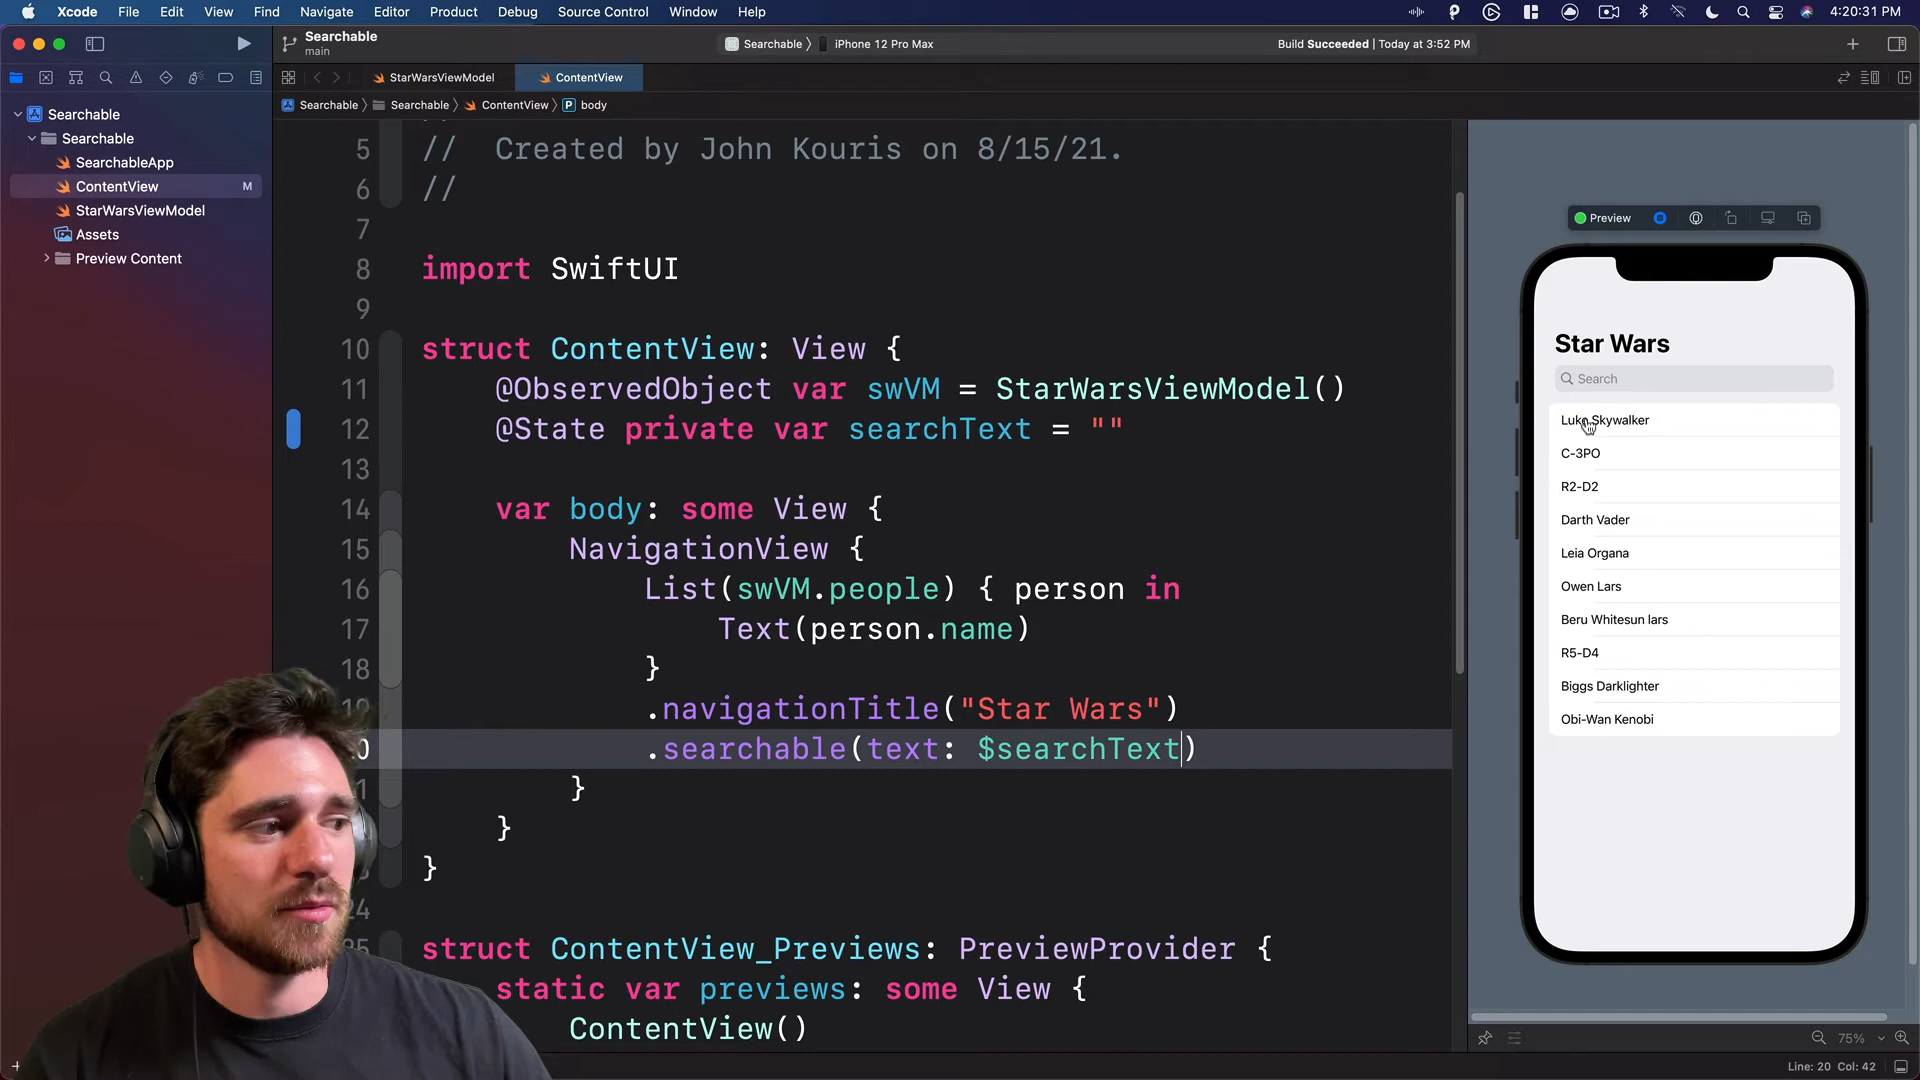 Xcode File Edit View Find Navigate Editor Product Debug Source Control Window Help 4:20:31 PM
Searchable
main
Searchable iPhone 12 Pro Max
Build Succeeded | Today at 3:52 PM
StarWarsViewModel ContentView
Searchable Searchable ContentView P body
Searchable
Searchable
SearchableApp
ContentView M
StarWarsViewModel
Assets
Preview Content
5 // Created by John Kouris on 8/15/21.
6 //
7
8 import SwiftUI
9
10 struct ContentView: View {
11 @ObservedObject var swVM = StarWarsViewModel()
12 @State private var searchText = ""
13
14 var body: some View {
15 NavigationView {
16 List(swVM.people) { person in
17 Text(person.name)
18 }
.navigationTitle("Star Wars")
.searchable(text: $searchText)
}
}
}
24
struct ContentView_Previews: PreviewProvider {
static var previews: some View {
ContentView()
Preview
Star Wars
Search
Luke Skywalker
C-3PO
R2-D2
Darth Vader
Leia Organa
Owen Lars
Beru Whitesun lars
R5-D4
Biggs Darklighter
Obi-Wan Kenobi
75%
Line: 20 Col: 42